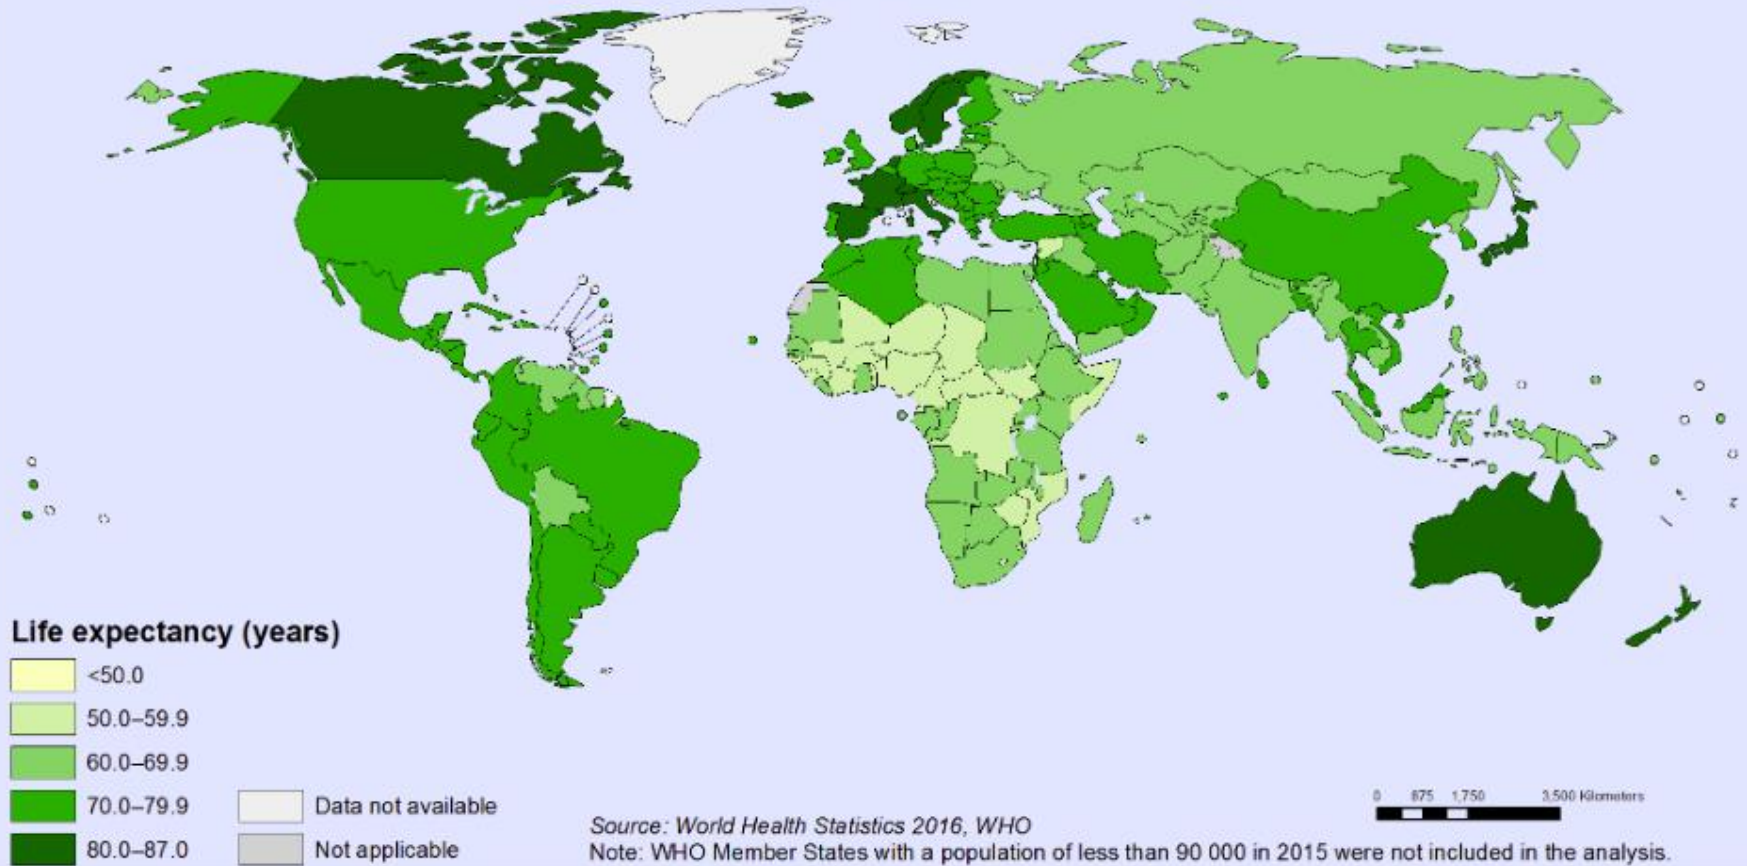 Life expectancy (years)
<50.0
50.0–59.9
60.0–69.9
70.0–79.9
80.0–87.0
Data not available
Not applicable
0 875 1,750 3,500 Kilometers
Source: World Health Statistics 2016, WHO
Note: WHO Member States with a population of less than 90 000 in 2015 were not included in the analysis.